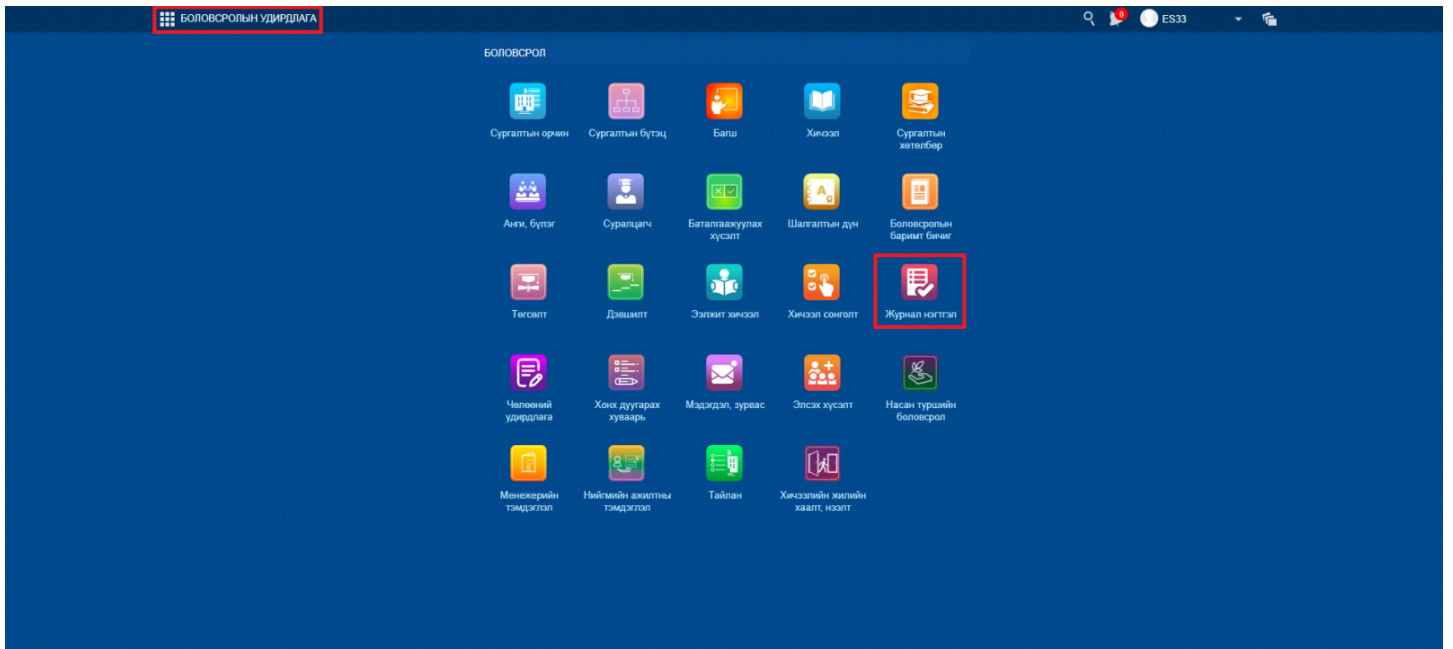 БОЛОВСРОЛЫН УДИРДЛАГА
0
ES33
БОЛОВСРОЛ
Сургалтын орчин
Сургалтын бүтэц
Багш
Хичээл
Сургалтын
хөтөлбөр
Анги, бүлэг
Суралцагч
Баталгаажуулах
хүсэлт
Шалгалтын дүн
Боловсролын
баримт бичиг
Төгсөлт
Дэвшилт
Ээлжит хичээл
Хичээл сонголт
Журнал нэгтгэл
Чөлөөний
удирдлага
Хонх дуугарах
хуваарь
Мэдэгдэл, зурвас
Элсэх хүсэлт
Насан туршийн
боловсрол
Менежерийн
тэмдэглэл
Нийгмийн ажилтны
тэмдэглэл
Тайлан
Хичээлийн жилийн
хаалт, нээлт